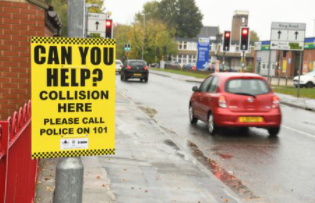 CAN YOU
HELP?
COLLISION
HERE
PLEASE CALL
POLICE ON 101